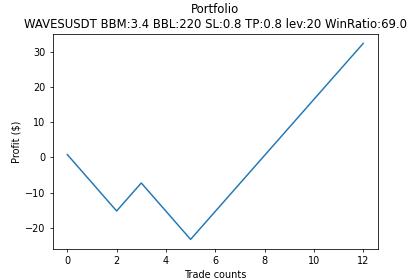 Portfolio
WAVESUSDT BBM:3.4 BBL:220 SL:0.8 TP:0.8 lev:20 WinRatio:69.0
30
20
10
0
−10
−20
Profit ($)
0 2 4 6 8 10 12
Trade counts